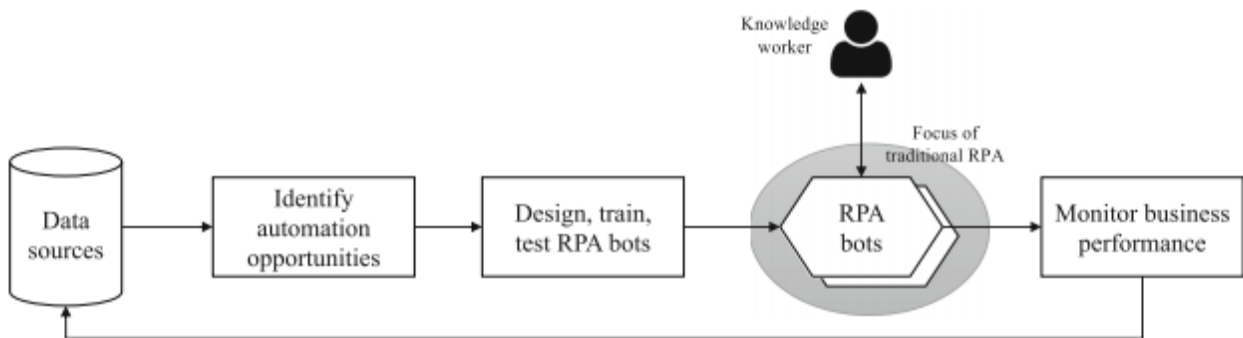 Knowledge
worker
Focus of
traditional RPA
Data
sources
Identify
automation
opportunities
Design, train,
test RPA bots
RPA
bots
Monitor business
performance